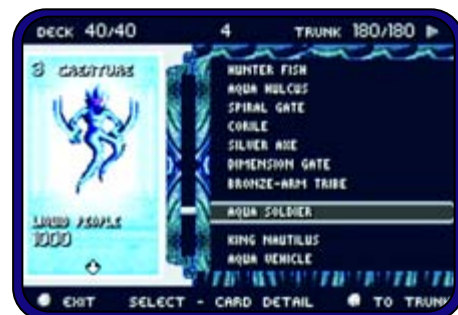 DECK 40/40 4 TRUNK 180/180
3 CREATURE
LIQUID PEOPLE
1000
HUNTER FISH
AQUA HULCUS
SPIRAL GATE
CORILE
SILVER AXE
DIMENSION GATE
BRONZE-ARM TRIBE
AQUA SOLDIER
KING NAUTILUS
AQUA VEHICLE
EXIT SELECT - CARD DETAIL TO TRUNK